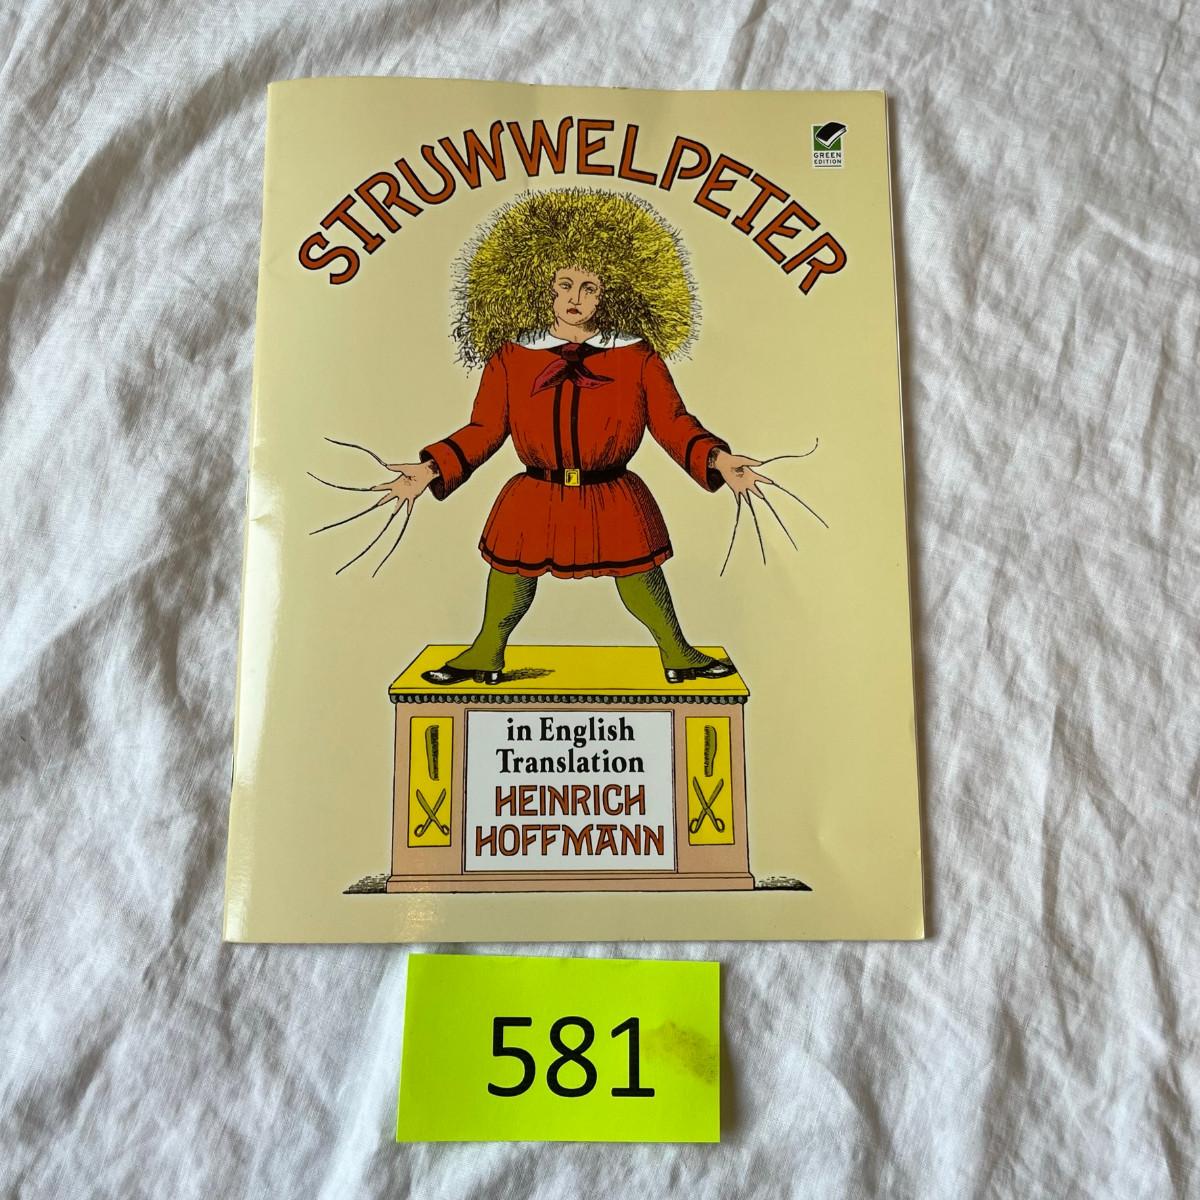 STRUWWELPETER
GREEN
EDITION
in English
Translation
HEINRICH
HOFFMANN
581